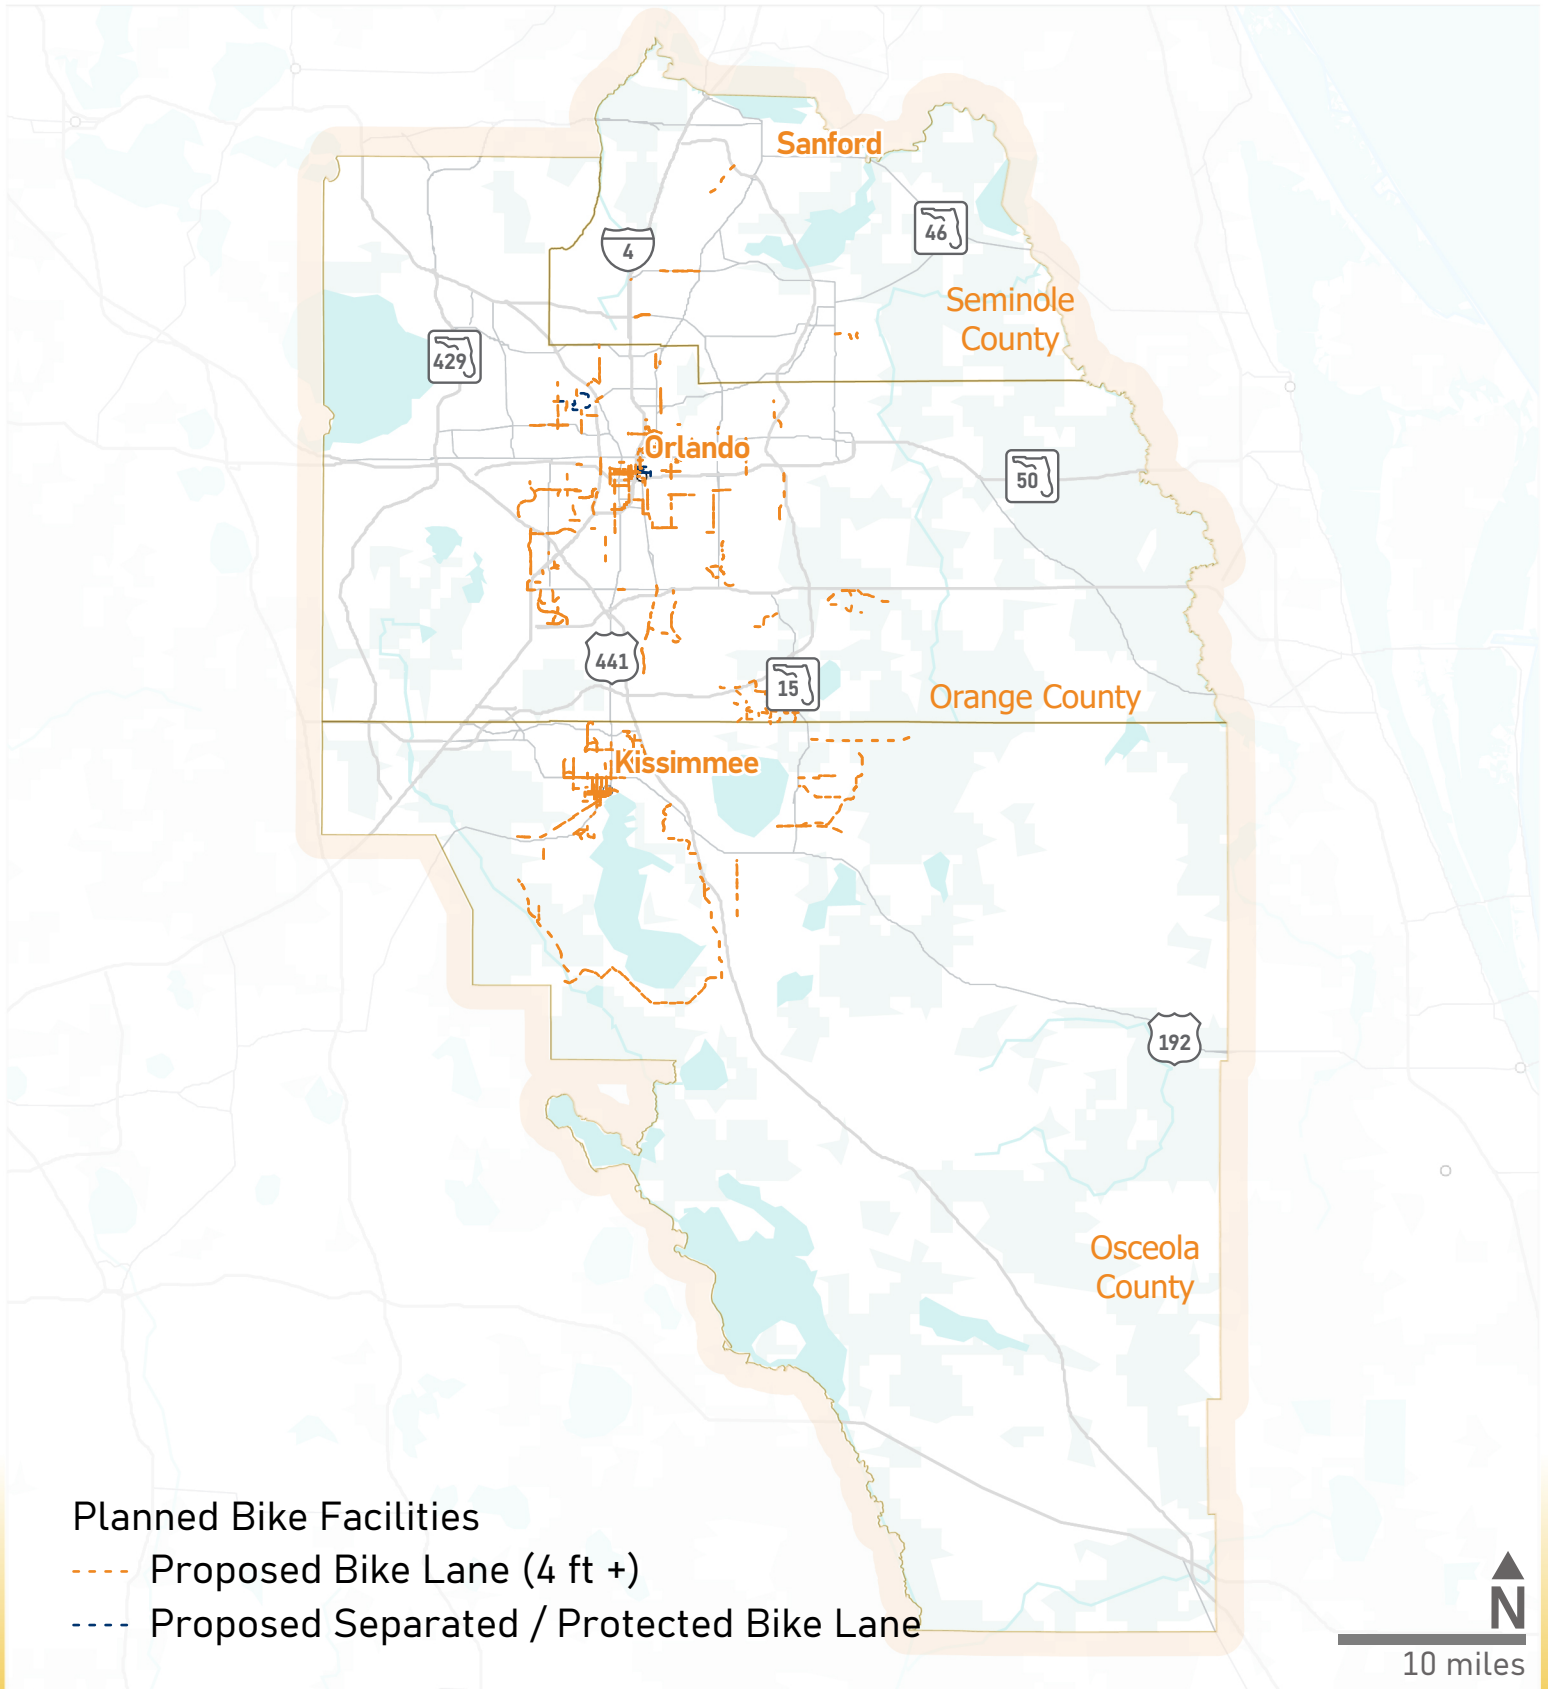 Sanford
46
4
Seminole
County
429
Orlando
50
441
15
Orange County
Kissimmee
192
Osceola
County
Planned Bike Facilities
Proposed Bike Lane (4 ft +)
Proposed Separated / Protected Bike Lane
N
10 miles